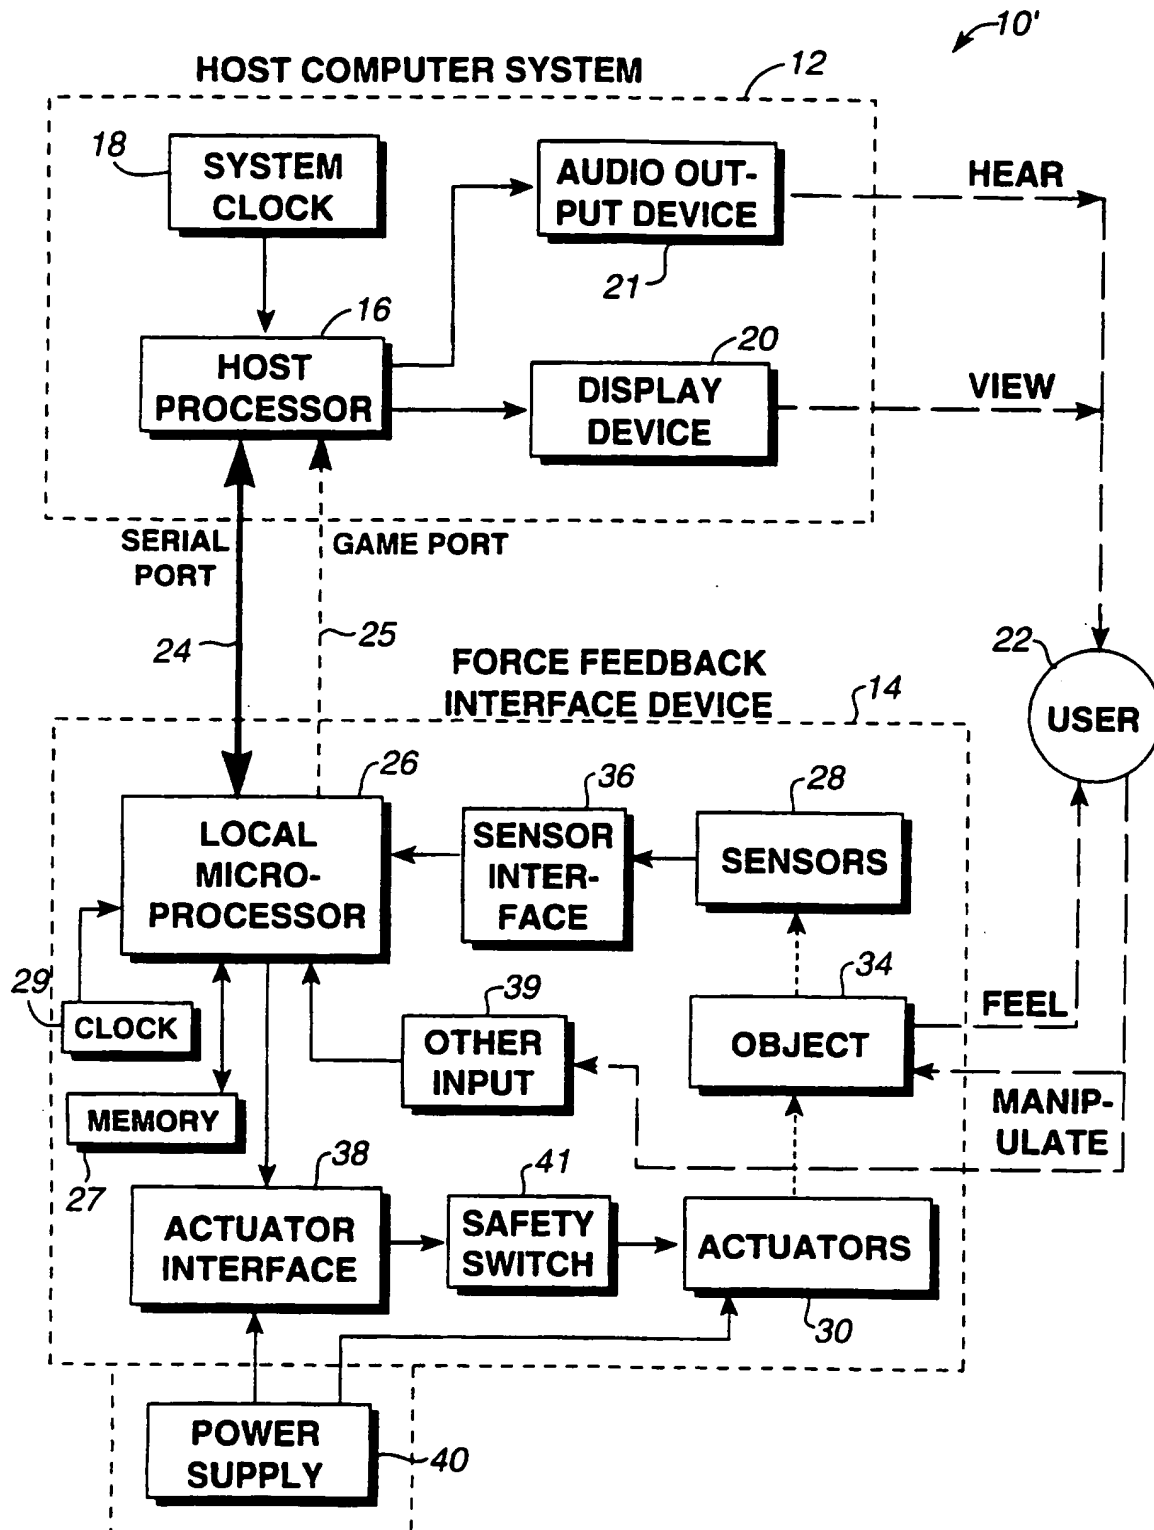 10'
HOST COMPUTER SYSTEM
12
18
SYSTEM
CLOCK
AUDIO OUT-
PUT DEVICE
21
HEAR
16
HOST
PROCESSOR
20
DISPLAY
DEVICE
VIEW
SERIAL
PORT
GAME PORT
24
25
FORCE FEEDBACK
INTERFACE DEVICE
14
22
USER
26
LOCAL
MICRO-
PROCESSOR
36
SENSOR
INTER-
FACE
28
SENSORS
29
CLOCK
39
OTHER
INPUT
34
OBJECT
FEEL
MANIP-
ULATE
MEMORY
27
38
ACTUATOR
INTERFACE
41
SAFETY
SWITCH
ACTUATORS
30
POWER
SUPPLY
40